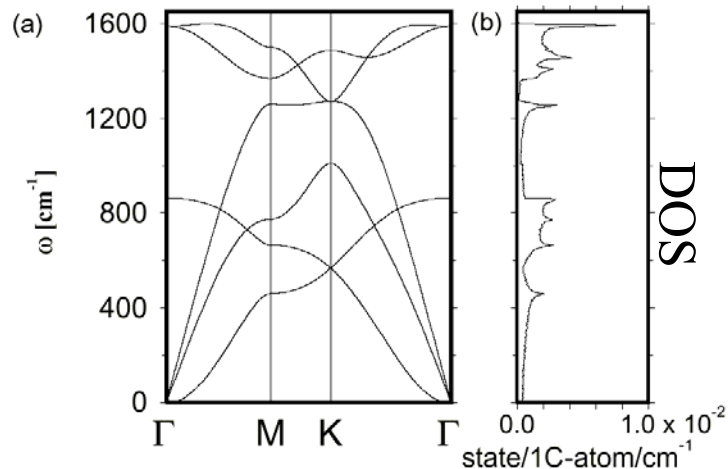 (a)
(b)
1600
1200
800
400
0
ω [cm⁻¹]
Γ M K Γ
DOS
0.0 1.0 x 10⁻²
state/1C-atom/cm⁻¹